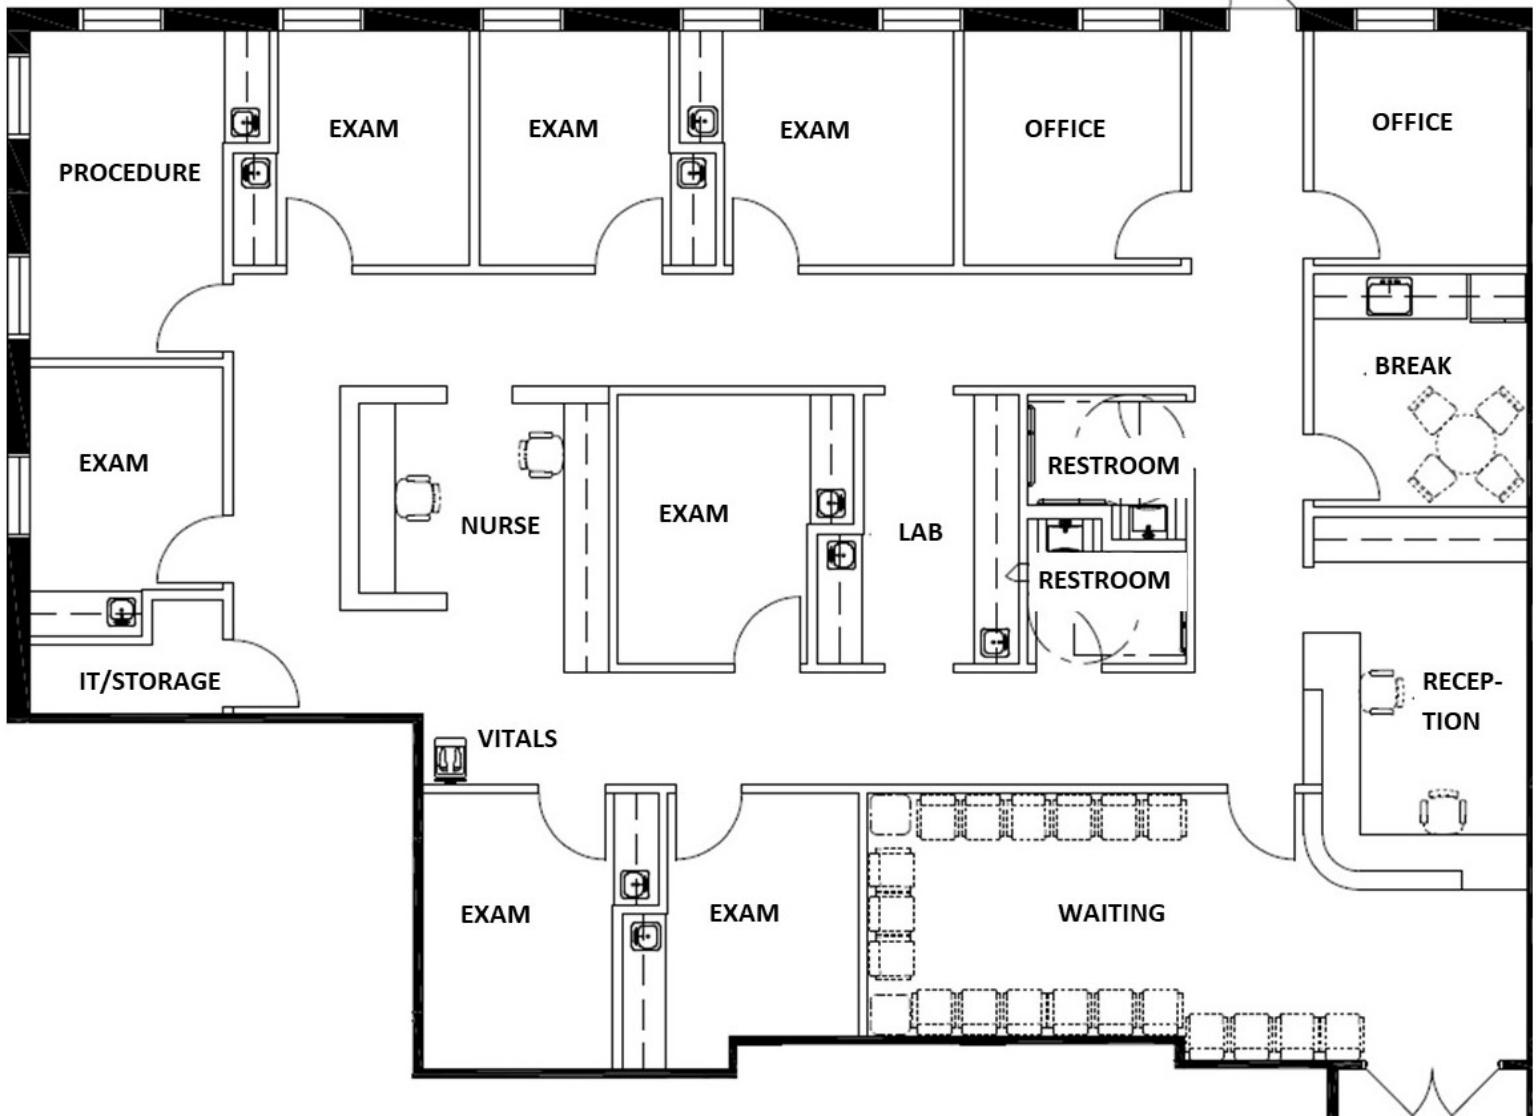 EXAM
EXAM
EXAM
OFFICE
OFFICE
PROCEDURE
BREAK
EXAM
NURSE
EXAM
LAB
RESTROOM
RESTROOM
IT/STORAGE
RECEP-
TION
VITALS
EXAM
EXAM
WAITING